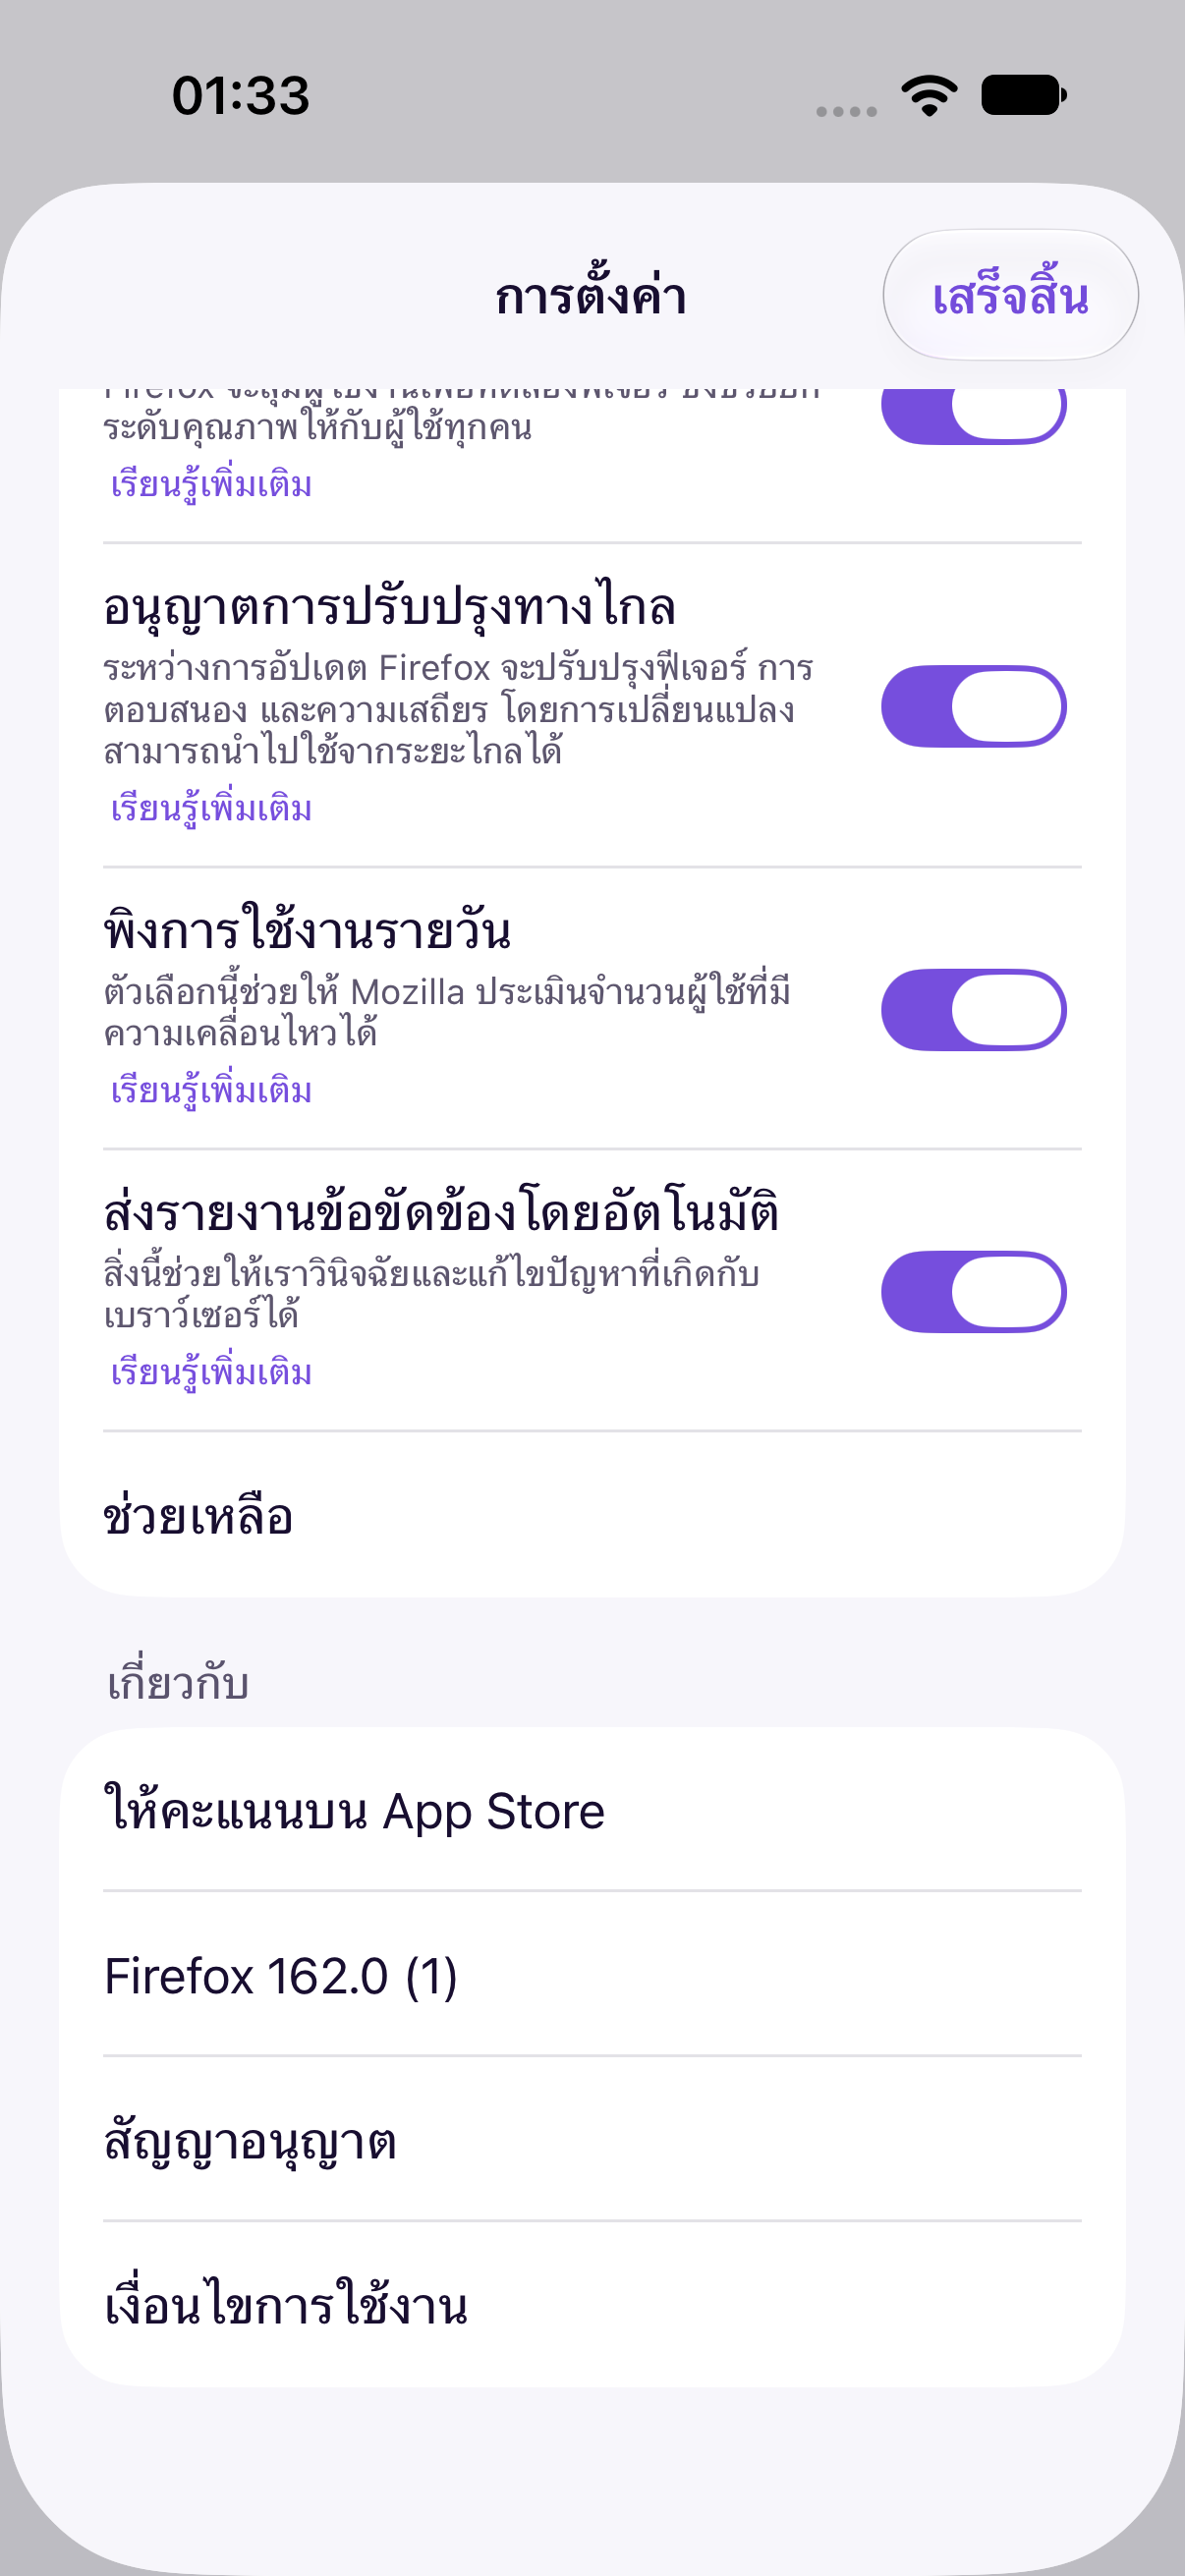 01:33
การตั้งค่า
เสร็จสิ้น
ระดับคุณภาพให้กับผู้ใช้ทุกคน
เรียนรู้เพิ่มเติม
อนุญาตการปรับปรุงทางไกล
ระหว่างการอัปเดต Firefox จะปรับปรุงฟีเจอร์ การ
ตอบสนอง และความเสถียร โดยการเปลี่ยนแปลง
สามารถนำไปใช้จากระยะไกลได้
เรียนรู้เพิ่มเติม
พิงการใช้งานรายวัน
ตัวเลือกนี้ช่วยให้ Mozilla ประเมินจำนวนผู้ใช้ที่มี
ความเคลื่อนไหวได้
เรียนรู้เพิ่มเติม
ส่งรายงานข้อขัดข้องโดยอัตโนมัติ
สิ่งนี้ช่วยให้เราวินิจฉัยและแก้ไขปัญหาที่เกิดกับ
เบราว์เซอร์ได้
เรียนรู้เพิ่มเติม
ช่วยเหลือ
เกี่ยวกับ
ให้คะแนนบน App Store
Firefox 162.0 (1)
สัญญาอนุญาต
เงื่อนไขการใช้งาน